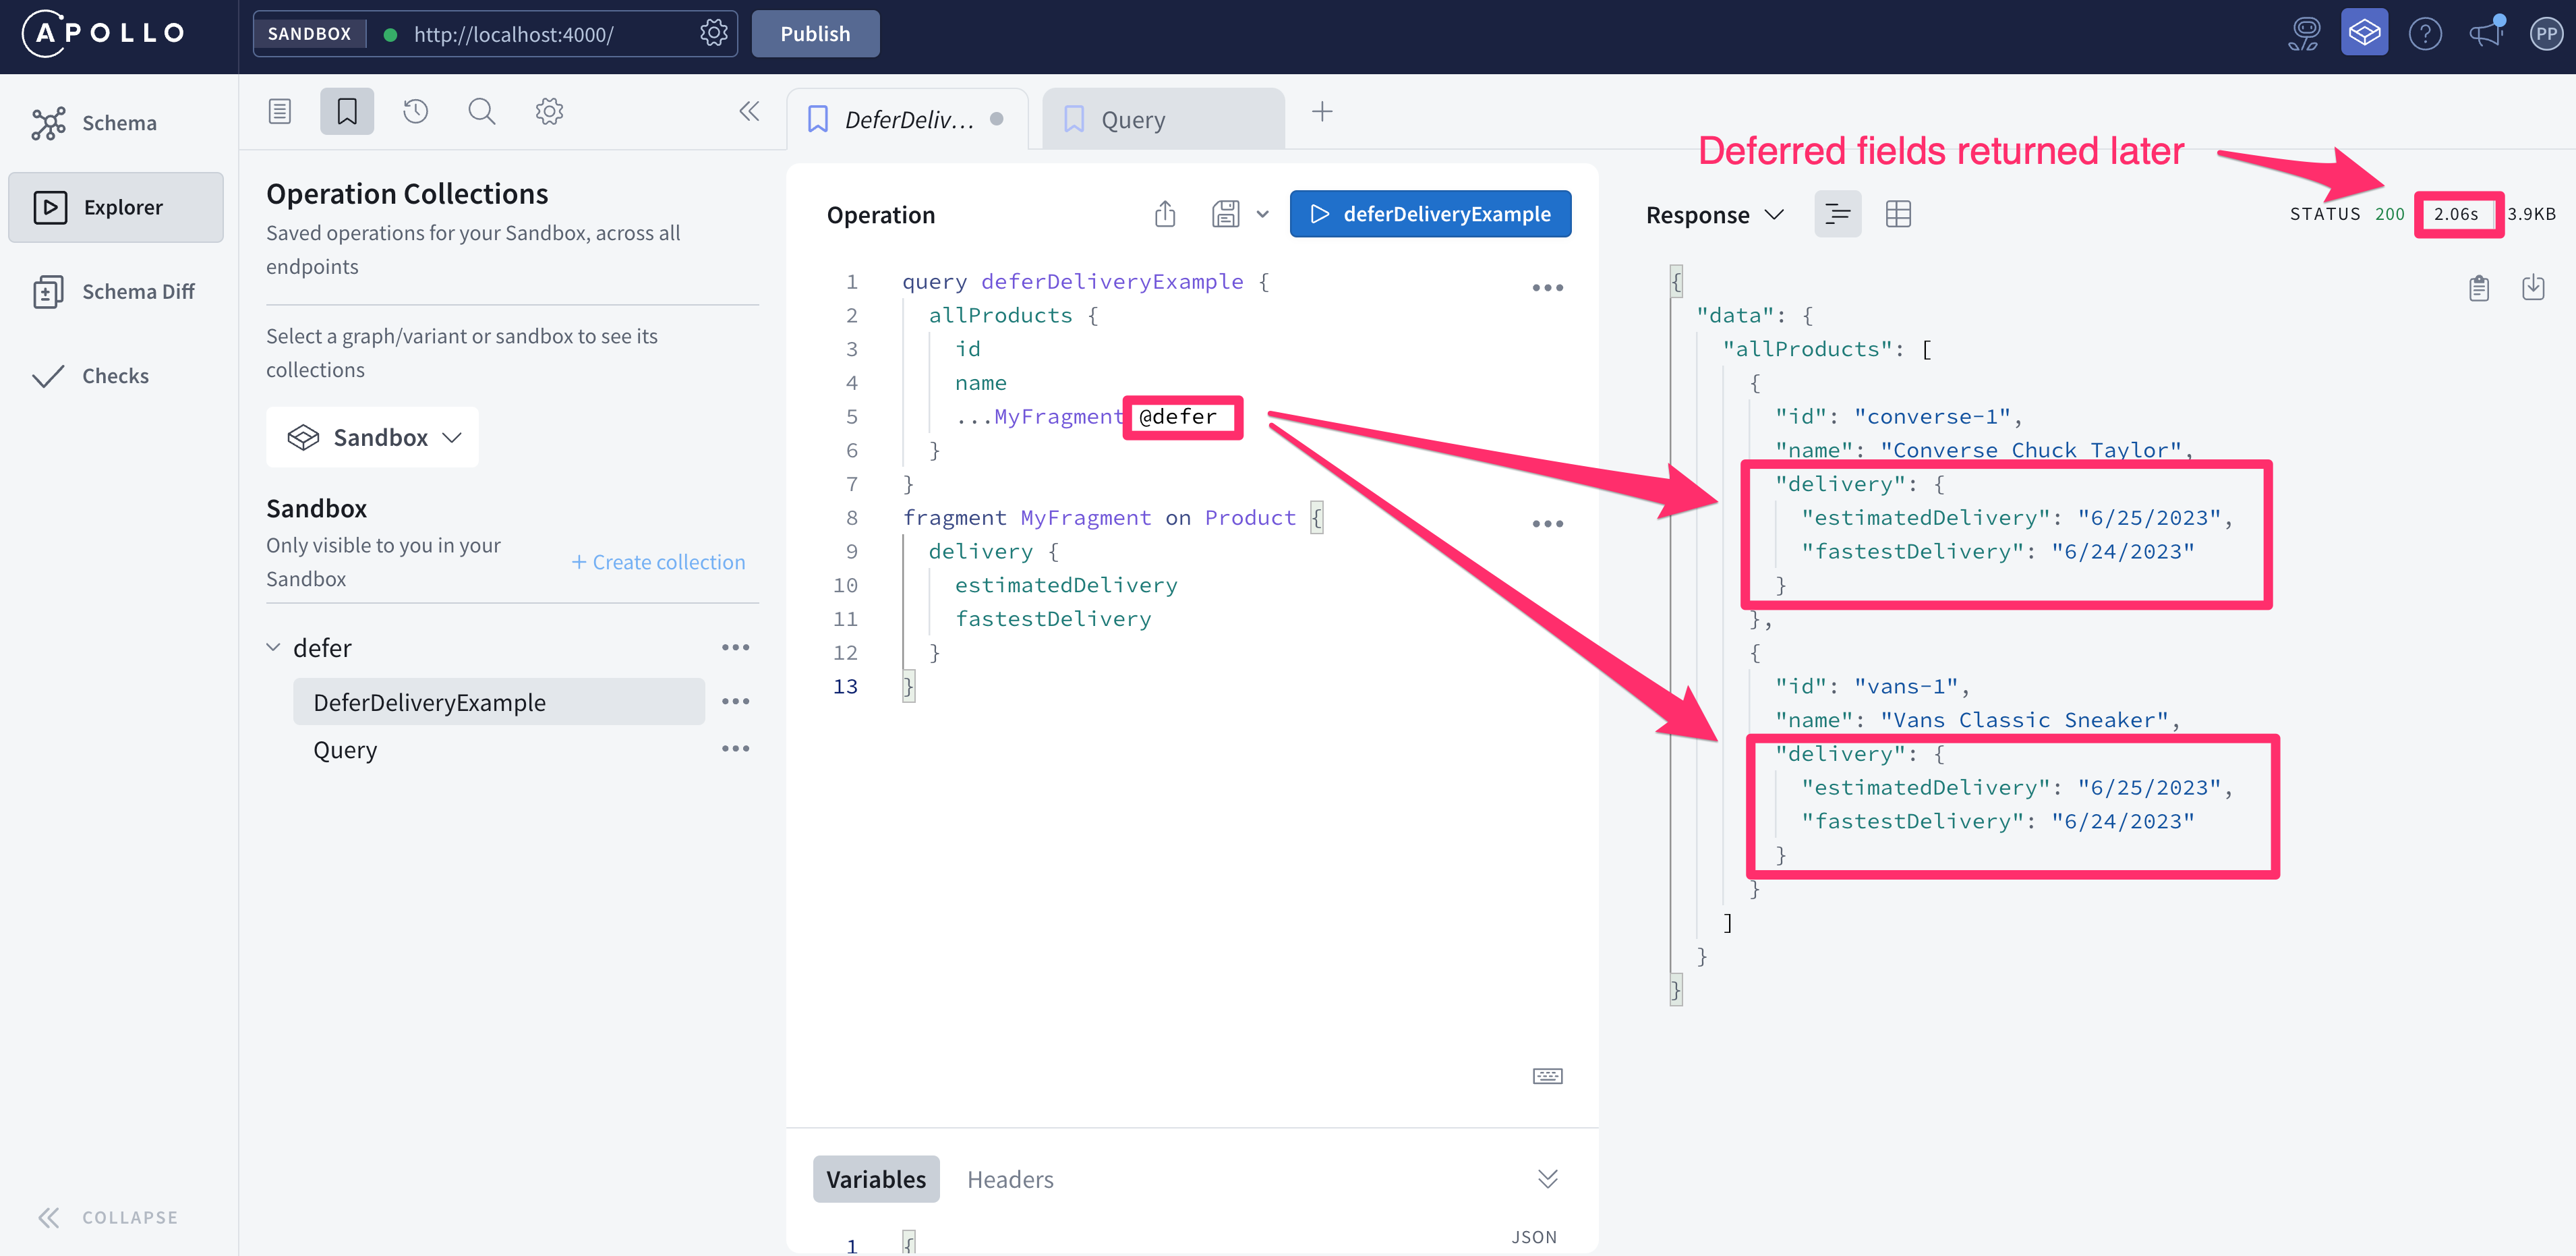 APOLLO
SANDBOX http://localhost:4000/ Publish
PP
Schema
Explorer
Schema Diff
Checks
COLLAPSE
Operation Collections
Saved operations for your Sandbox, across all
endpoints
Select a graph/variant or sandbox to see its
collections
Sandbox
Sandbox
Only visible to you in your
Sandbox
+ Create collection
defer
DeferDeliveryExample
Query
DeferDeliv...
Query
Operation
deferDeliveryExample
1 query deferDeliveryExample {
2 allProducts {
3 id
4 name
5 ...MyFragment @defer
6 }
7 }
8 fragment MyFragment on Product {
9 delivery {
10 estimatedDelivery
11 fastestDelivery
12 }
13 }
Variables Headers
JSON
1 {
Deferred fields returned later
Response
STATUS 200 2.06s 3.9KB
{
"data": {
"allProducts": [
{
"id": "converse-1",
"name": "Converse Chuck Taylor",
"delivery": {
"estimatedDelivery": "6/25/2023",
"fastestDelivery": "6/24/2023"
}
},
{
"id": "vans-1",
"name": "Vans Classic Sneaker",
"delivery": {
"estimatedDelivery": "6/25/2023",
"fastestDelivery": "6/24/2023"
}
}
]
}
}